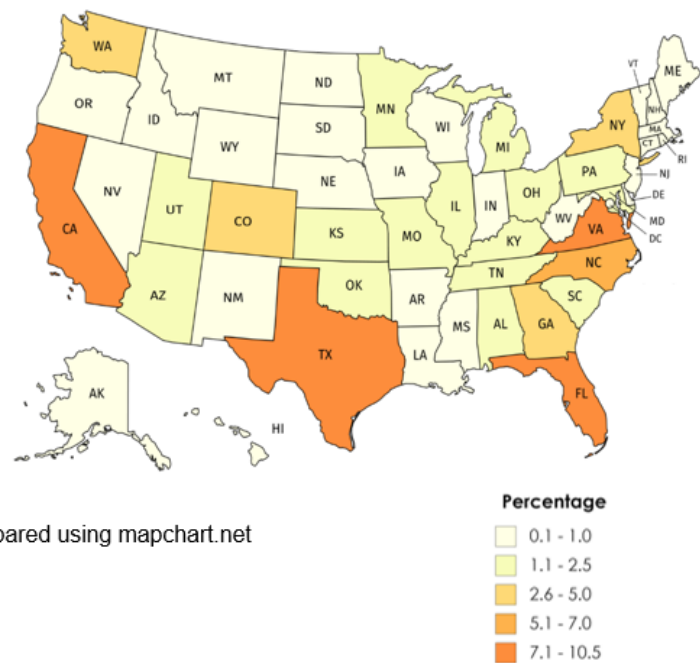 WA
MT
ND
MN
VT
ME
OR
ID
SD
WI
MI
NY
NH
MA
CT
RI
WY
IA
PA
NJ
NV
NE
IL
IN
OH
DE
UT
CO
WV
MD
CA
KS
MO
KY
VA
DC
AZ
NM
OK
TN
NC
AR
SC
TX
MS
AL
GA
LA
FL
AK
HI
pared using mapchart.net
Percentage
0.1 - 1.0
1.1 - 2.5
2.6 - 5.0
5.1 - 7.0
7.1 - 10.5